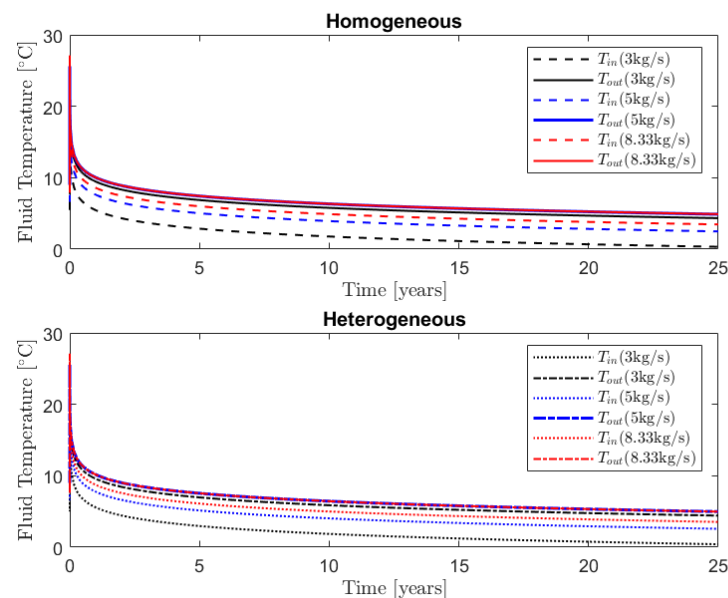 Homogeneous
Fluid Temperature [°C]
30
20
10
0
0
5
10
15
20
25
Time [years]
T_in(3kg/s)
T_out(3kg/s)
T_in(5kg/s)
T_out(5kg/s)
T_in(8.33kg/s)
T_out(8.33kg/s)
Heterogeneous
Fluid Temperature [°C]
30
20
10
0
0
5
10
15
20
25
Time [years]
T_in(3kg/s)
T_out(3kg/s)
T_in(5kg/s)
T_out(5kg/s)
T_in(8.33kg/s)
T_out(8.33kg/s)